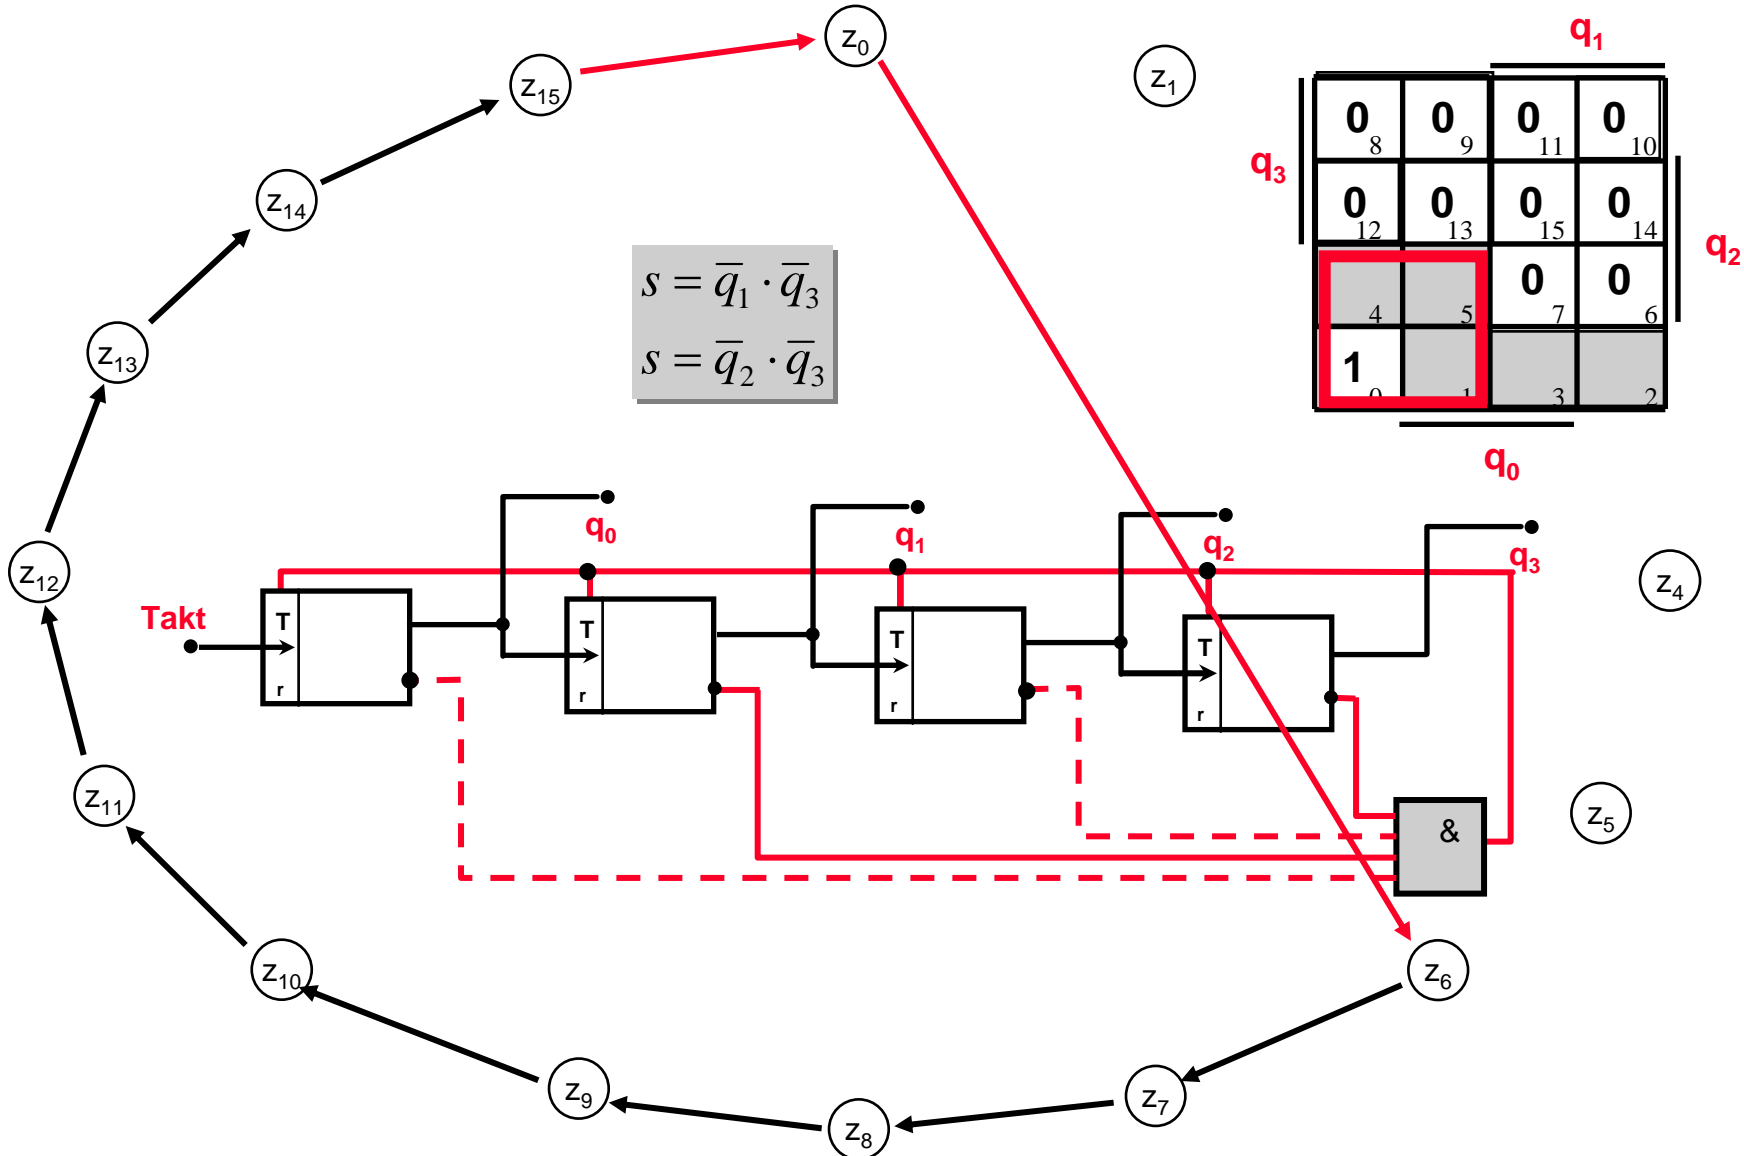 z0
z15
z1
q1
0 8 0 9 0 11 0 10
q3
0 12 0 13 0 15 0 14
q2
4 5 0 7 0 6
1 0 1 3 2
q0
z14
s = q̅1 · q̅3
s = q̅2 · q̅3
z13
z12
q0
q1
q2
q3
z4
Takt
T
r
T
r
T
r
T
r
z11
&
z5
z10
z6
z9
z7
z8